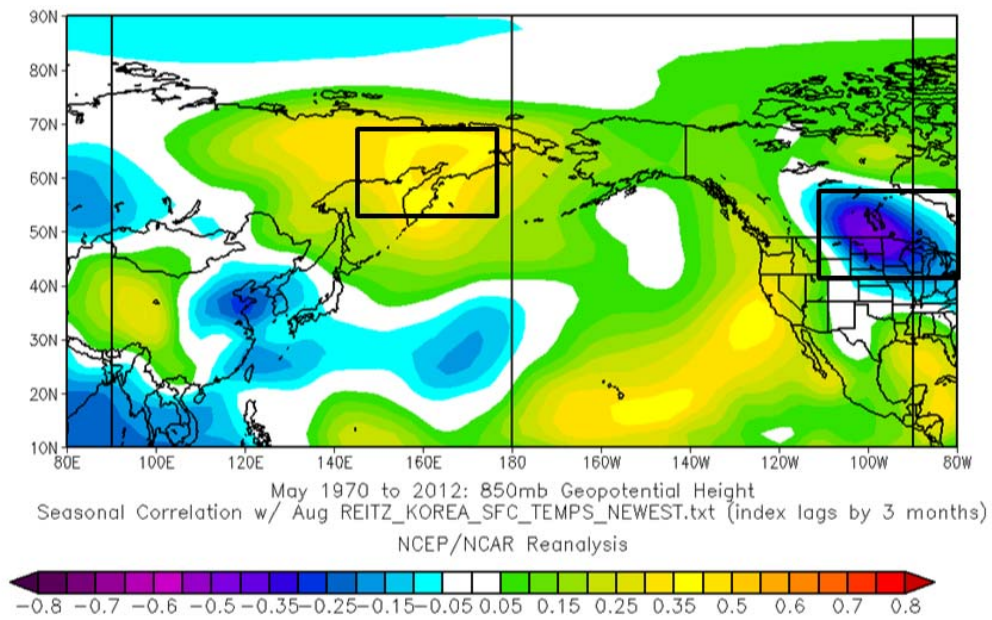 90N
80N
70N
60N
50N
40N
30N
20N
10N
80E 100E 120E 140E 160E 180 160W 140W 120W 100W 80W
May 1970 to 2012: 850mb Geopotential Height
Seasonal Correlation w/ Aug REITZ_KOREA_SFC_TEMPS_NEWEST.txt (index lags by 3 months)
NCEP/NCAR Reanalysis
-0.8 -0.7 -0.6 -0.5 -0.35 -0.25 -0.15 -0.05 0.05 0.15 0.25 0.35 0.5 0.6 0.7 0.8